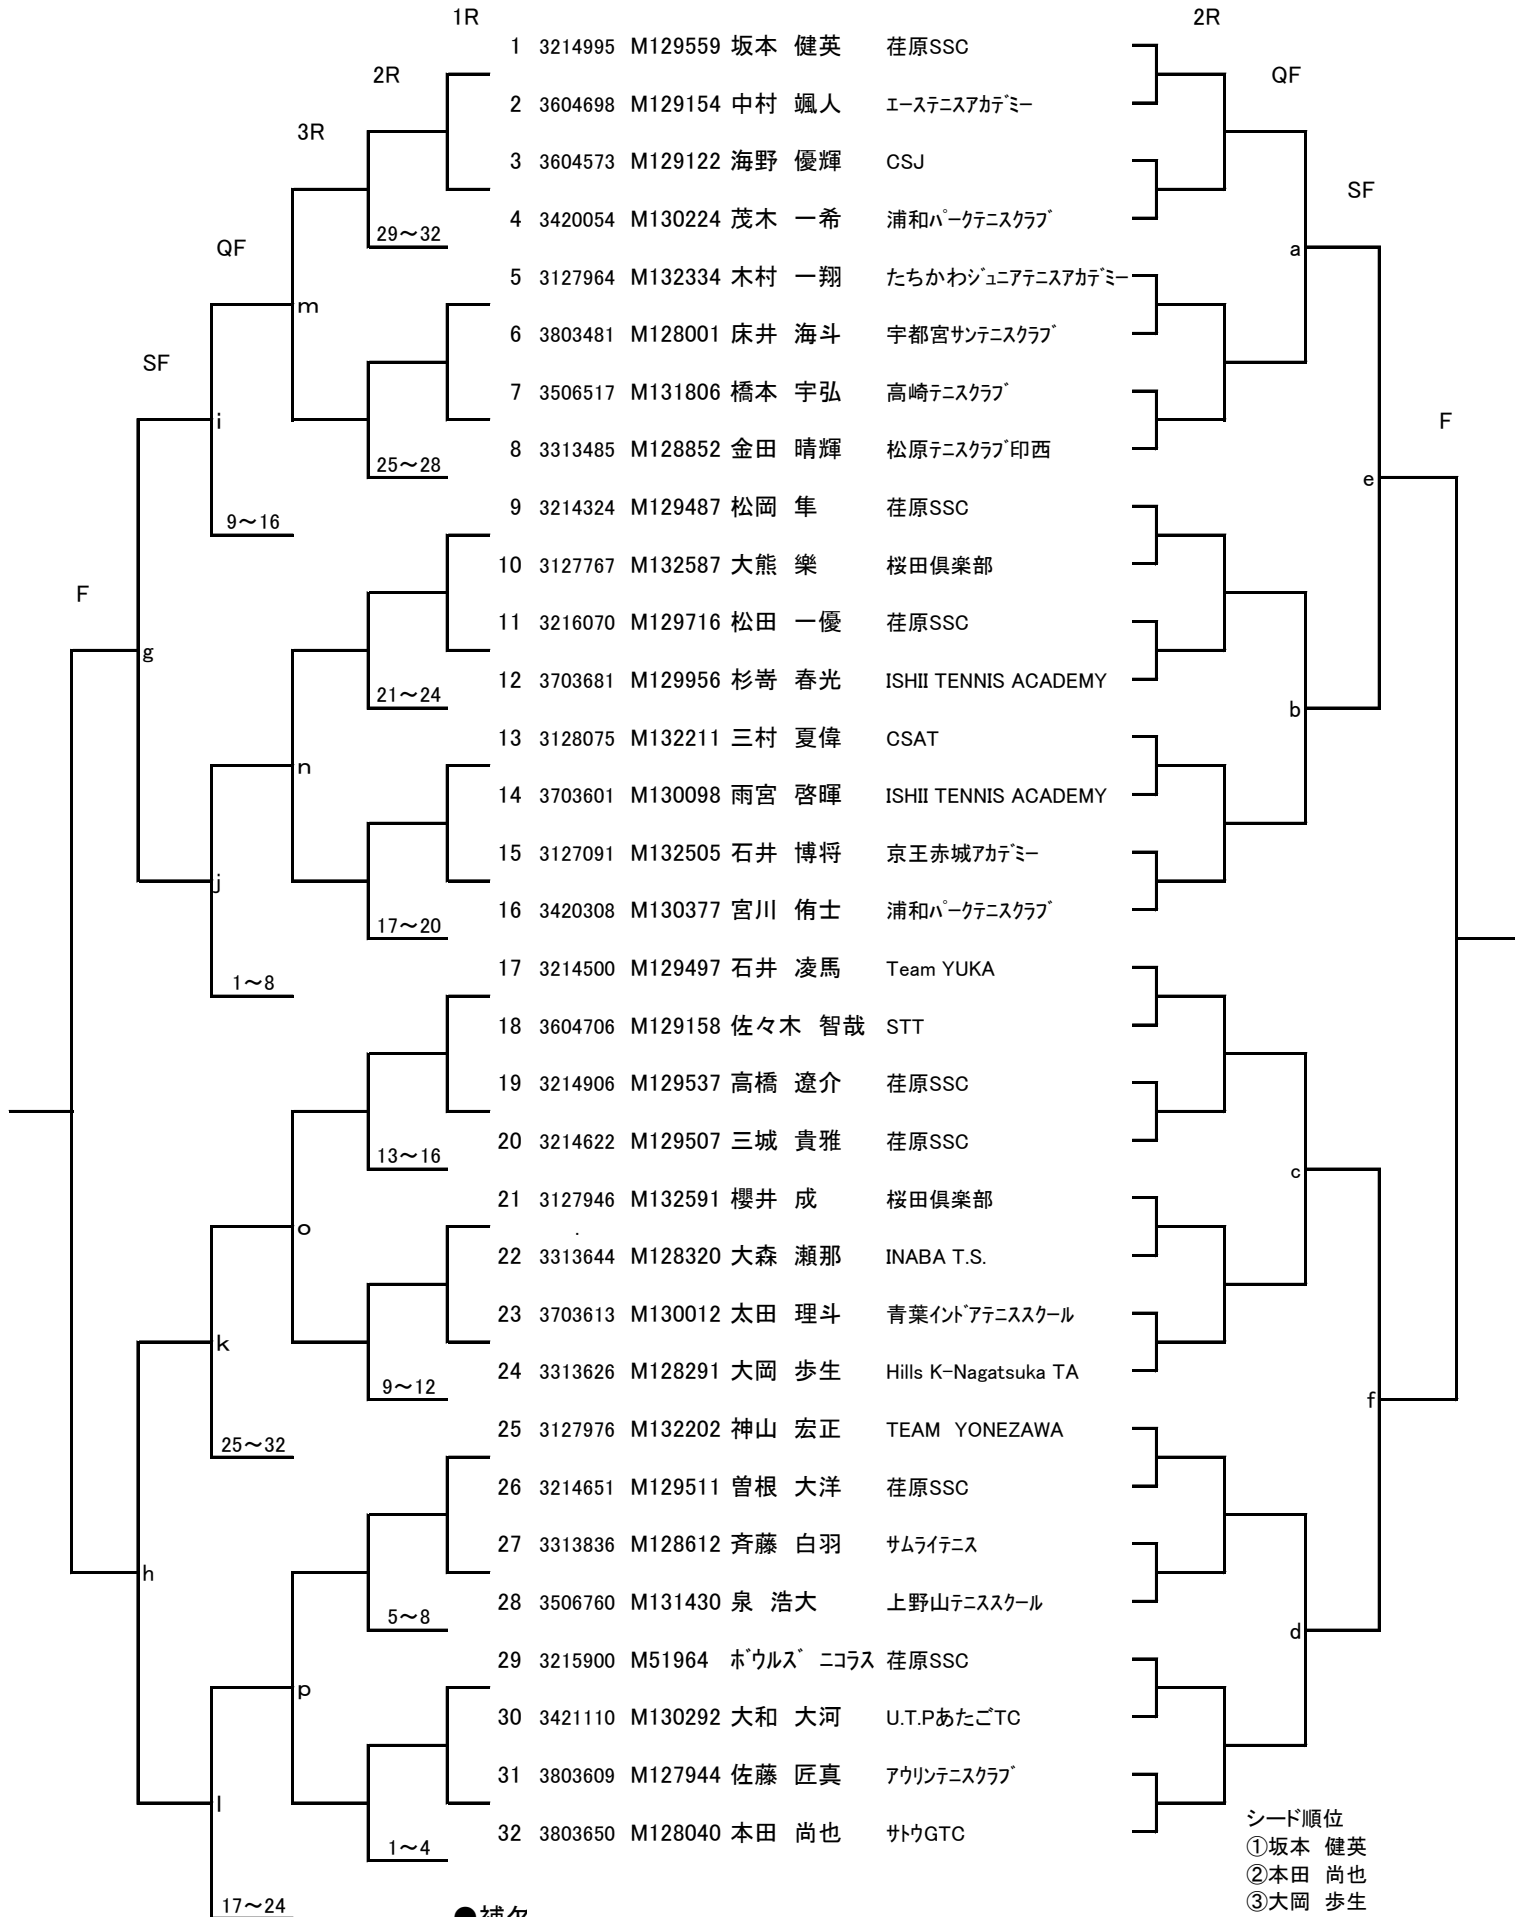 1R
2R
1 3214995 M129559 坂本 健英 荏原SSC
2R
QF
2 3604698 M129154 中村 颯人 ｴｰｽﾃﾆｽｱｶﾃﾞﾐｰ
3R
3 3604573 M129122 海野 優輝 CSJ
SF
4 3420054 M130224 茂木 一希 浦和ﾊﾟｰｸﾃﾆｽｸﾗﾌﾞ
29～32
QF
a
5 3127964 M132334 木村 一翔 たちかわｼﾞｭﾆｱﾃﾆｽｱｶﾃﾞﾐｰ
m
6 3803481 M128001 床井 海斗 宇都宮ｻﾝﾃﾆｽｸﾗﾌﾞ
SF
7 3506517 M131806 橋本 宇弘 高崎ﾃﾆｽｸﾗﾌﾞ
i
F
8 3313485 M128852 金田 晴輝 松原ﾃﾆｽｸﾗﾌﾞ印西
25～28
e
9 3214324 M129487 松岡 隼 荏原SSC
9～16
10 3127767 M132587 大熊 樂 桜田倶楽部
F
11 3216070 M129716 松田 一優 荏原SSC
g
12 3703681 M129956 杉嵜 春光 ISHII TENNIS ACADEMY
21～24
b
13 3128075 M132211 三村 夏偉 CSAT
n
14 3703601 M130098 雨宮 啓暉 ISHII TENNIS ACADEMY
15 3127091 M132505 石井 博将 京王赤城ｱｶﾃﾞﾐｰ
j
16 3420308 M130377 宮川 侑士 浦和ﾊﾟｰｸﾃﾆｽｸﾗﾌﾞ
17～20
17 3214500 M129497 石井 凌馬 Team YUKA
1～8
18 3604706 M129158 佐々木 智哉 STT
19 3214906 M129537 高橋 遼介 荏原SSC
20 3214622 M129507 三城 貴雅 荏原SSC
13～16
c
21 3127946 M132591 櫻井 成 桜田倶楽部
o
22 3313644 M128320 大森 瀬那 INABA T.S.
23 3703613 M130012 太田 理斗 青葉ｲﾝﾄﾞｱﾃﾆｽｽｸｰﾙ
k
24 3313626 M128291 大岡 歩生 Hills K-Nagatsuka TA
9～12
f
25 3127976 M132202 神山 宏正 TEAM YONEZAWA
25～32
26 3214651 M129511 曽根 大洋 荏原SSC
27 3313836 M128612 斉藤 白羽 ｻﾑﾗｲﾃﾆｽ
h
28 3506760 M131430 泉 浩大 上野山ﾃﾆｽｽｸｰﾙ
5～8
d
29 3215900 M51964 ﾎﾞｳﾙｽﾞ ﾆｺﾗｽ 荏原SSC
p
30 3421110 M130292 大和 大河 U.T.PあたごTC
31 3803609 M127944 佐藤 匠真 ｱｳﾘﾝﾃﾆｽｸﾗﾌﾞ
l
32 3803650 M128040 本田 尚也 ｻﾄｳGTC
1～4
シード順位
①坂本 健英
②本田 尚也
③大岡 歩生
17～24
●補欠